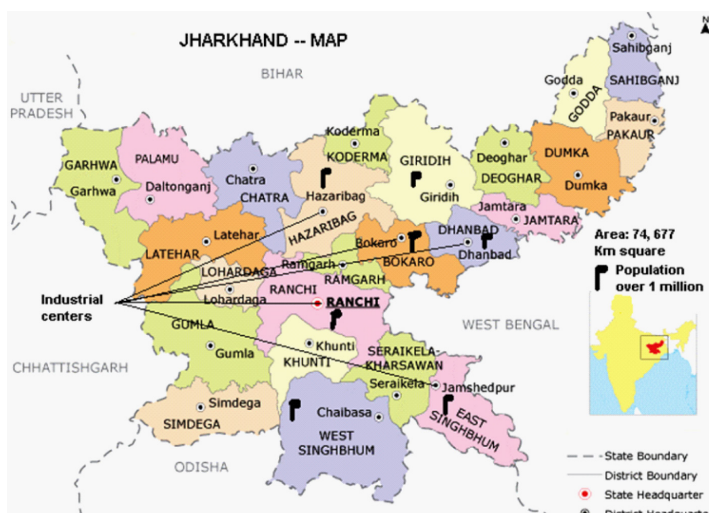 JHARKHAND -- MAP
N
BIHAR
UTTER
PRADESH
Sahibganj
SAHIBGANJ
Godda
GODDA
Pakaur
PAKAUR
Koderma
KODERMA
GARHWA
Garhwa
PALAMU
Daltonganj
Chatra
CHATRA
Hazaribag
HAZARIBAG
GIRIDIH
Giridih
Deoghar
DEOGHAR
DUMKA
Dumka
Jamtara
JAMTARA
Latehar
LATEHAR
Bokaro
BOKARO
DHANBAD
Dhanbad
Area: 74, 677
Km square
Population
over 1 million
LOHARDAGA
Lohardaga
Ramgarh
RAMGARH
Industrial
centers
RANCHI
RANCHI
WEST BENGAL
GUMLA
Gumla
Khunti
KHUNTI
SERAIKELA
KHARSAWAN
Seraikela
Jamshedpur
EAST
SINGHBHUM
CHHATTISGARH
Simdega
SIMDEGA
Chaibasa
WEST
SINGHBHUM
ODISHA
State Boundary
District Boundary
State Headquarter